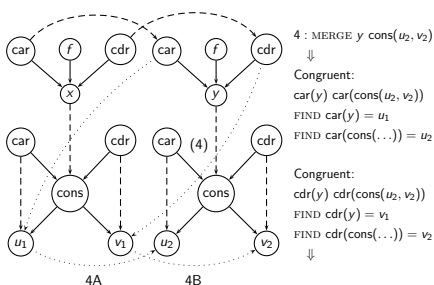 car f cdr car f cdr
x y
car cdr car (4) cdr
cons cons
u₁ v₁ u₂ v₂
4A 4B
4 : MERGE y cons(u₂, v₂)
⇓
Congruent:
car(y) car(cons(u₂, v₂))
FIND car(y) = u₁
FIND car(cons(...)) = u₂
Congruent:
cdr(y) cdr(cons(u₂, v₂))
FIND cdr(y) = v₁
FIND cdr(cons(...)) = v₂
⇓